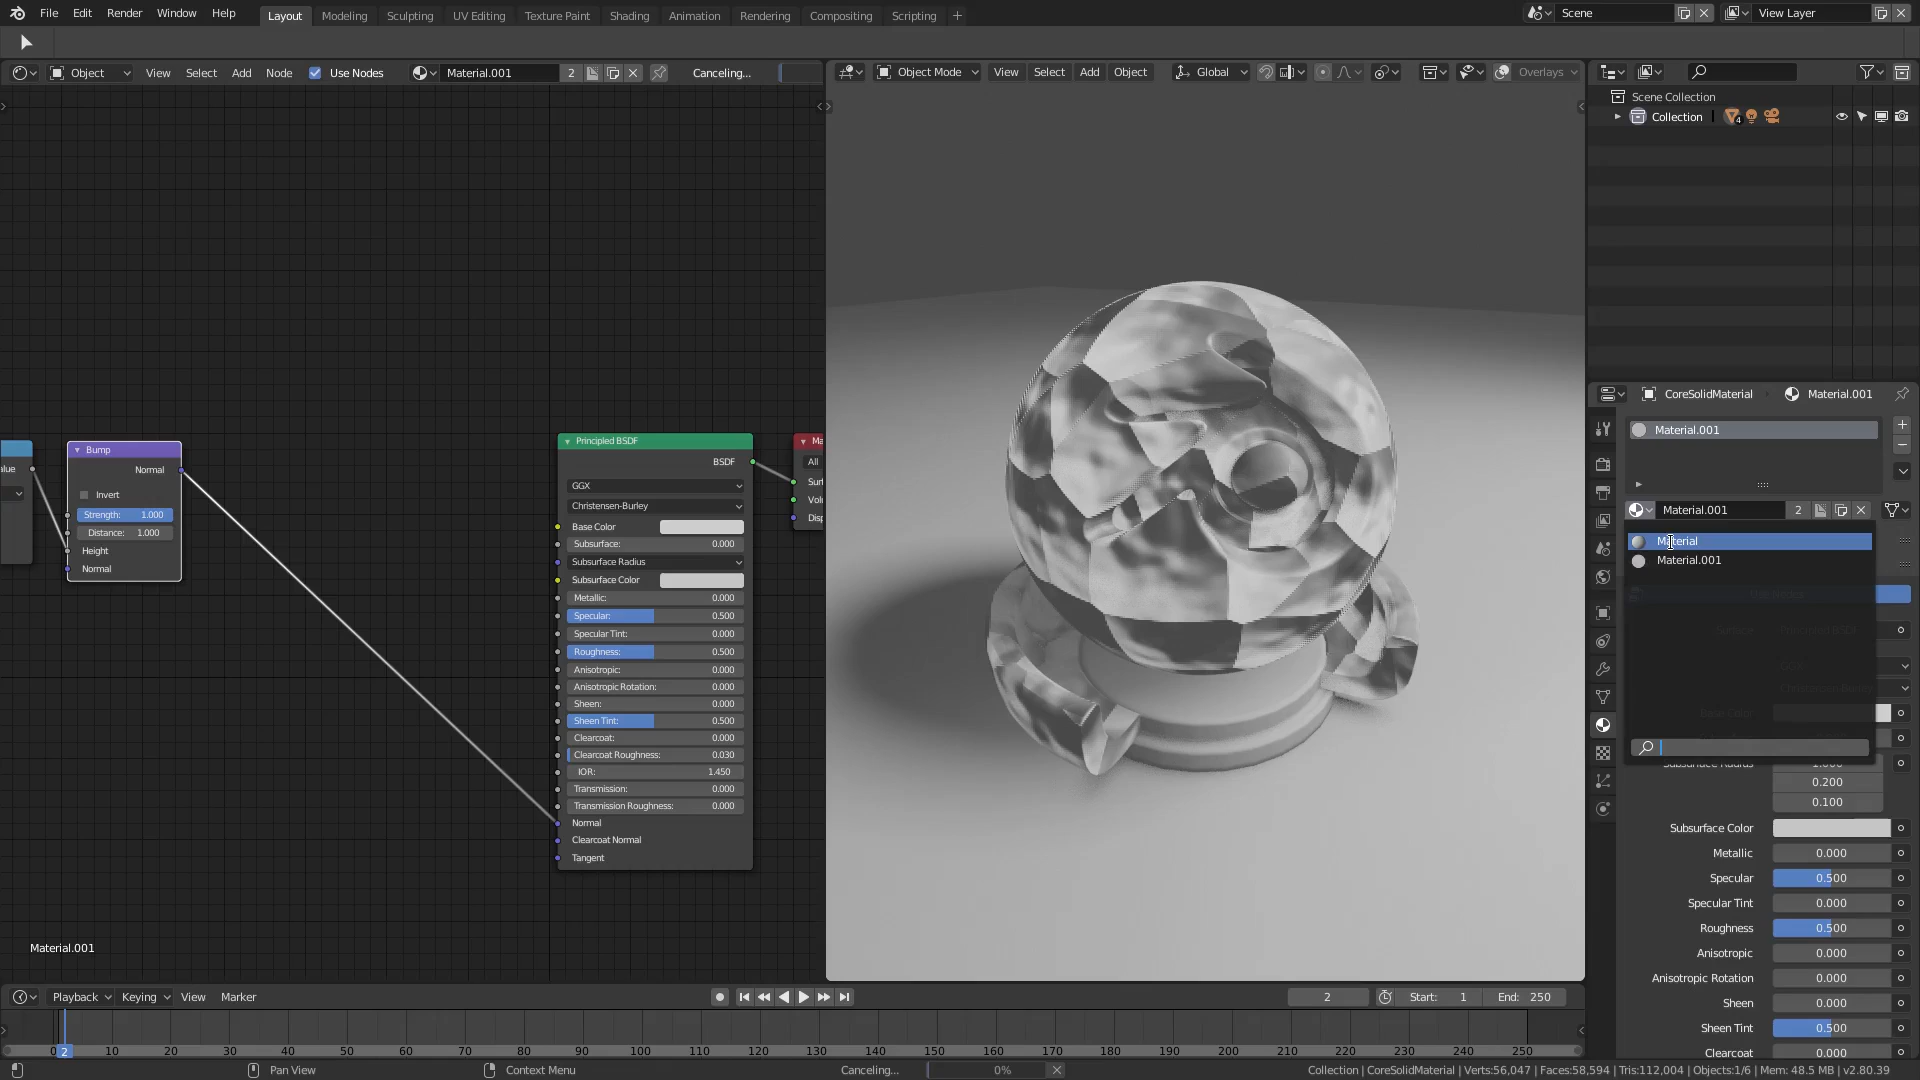 File Edit Render Window Help Layout Modeling Sculpting UV Editing Texture Paint Shading Animation Rendering Compositing Scripting + Scene View Layer
Object View Select Add Node Use Nodes Material.001 2 Canceling...
Object Mode View Select Add Object Global Overlays
Scene Collection
Collection 4
CoreSolidMaterial Material.001
Material.001
Material.001 2
Material
Material.001
Bump
Normal
Invert
Strength: 1.000
Distance: 1.000
Height
Normal
Principled BSDF
BSDF
GGX
Christensen-Burley
Base Color
Subsurface: 0.000
Subsurface Radius
Subsurface Color
Metallic: 0.000
Specular: 0.500
Specular Tint: 0.000
Roughness: 0.500
Anisotropic: 0.000
Anisotropic Rotation: 0.000
Sheen: 0.000
Sheen Tint: 0.500
Clearcoat: 0.000
Clearcoat Roughness: 0.030
IOR: 1.450
Transmission: 0.000
Transmission Roughness: 0.000
Normal
Clearcoat Normal
Tangent
All
0.200
0.100
Subsurface Color
Metallic 0.000
Specular 0.500
Specular Tint 0.000
Roughness 0.500
Anisotropic 0.000
Anisotropic Rotation 0.000
Sheen 0.000
Sheen Tint 0.500
Clearcoat 0.000
Material.001
Playback Keying View Marker 2 Start: 1 End: 250
0 2 10 20 30 40 50 60 70 80 90 100 110 120 130 140 150 160 170 180 190 200 210 220 230 240 250
Pan View Context Menu Canceling... 0% Collection | CoreSolidMaterial | Verts:56,047 | Faces:58,594 | Tris:112,004 | Objects:1/6 | Mem: 48.5 MB | v2.80.39